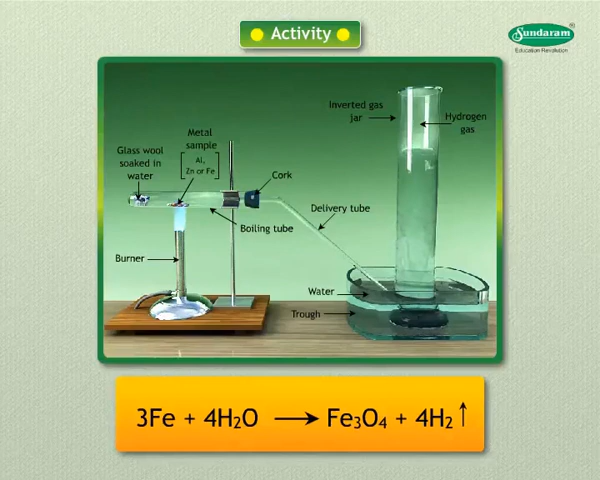 Activity
Sundaram
®
Education Revolution
Inverted gas
jar
Hydrogen
gas
Metal
sample
Al,
Zn or Fe
Glass wool
soaked in
water
Cork
Delivery tube
Boiling tube
Burner
Water
Trough
3Fe + 4H₂O ⟶ Fe₃O₄ + 4H₂ ↑